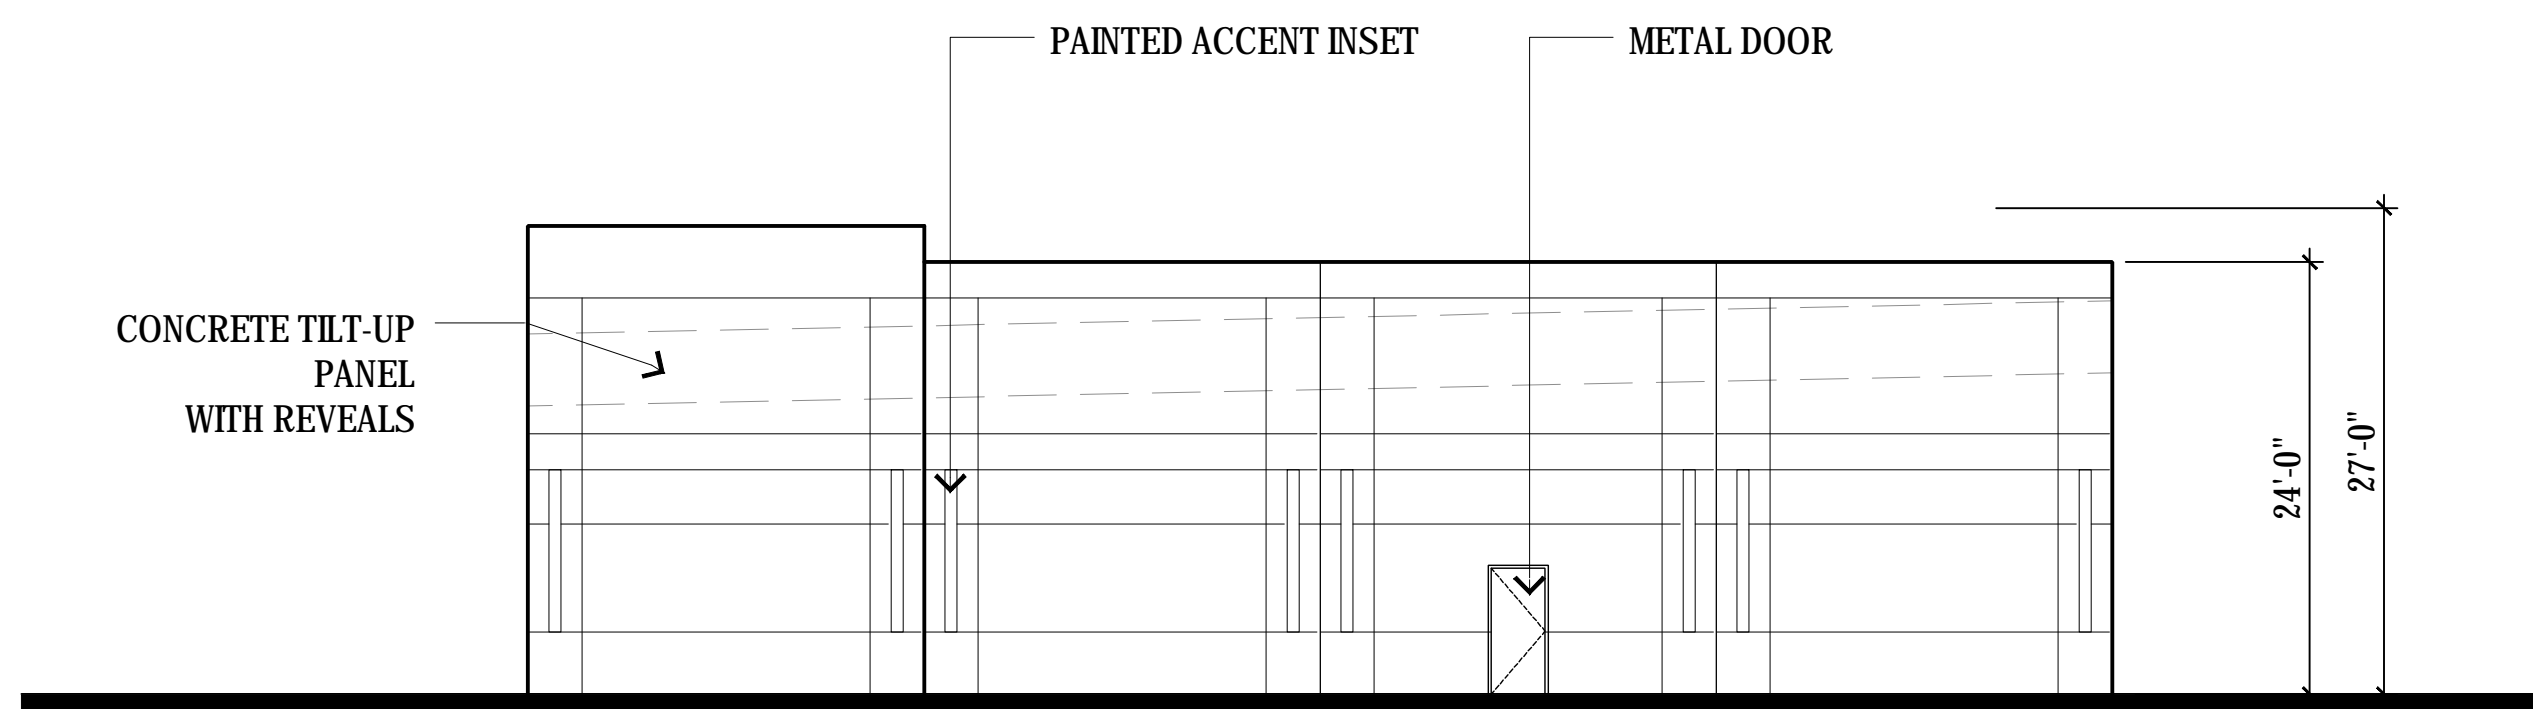 PAINTED ACCENT INSET
METAL DOOR
CONCRETE TILT-UP
PANEL
WITH REVEALS
24'-0"
27'-0"